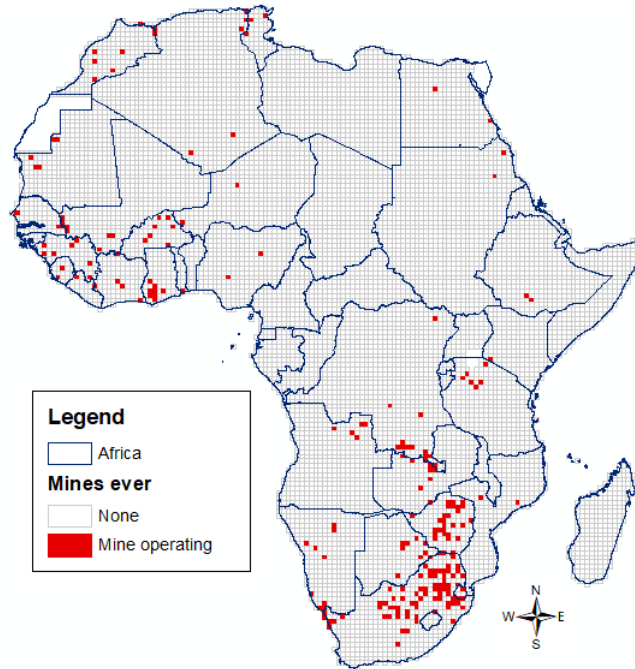 Legend
Africa
Mines ever
None
Mine operating
N
W E
S